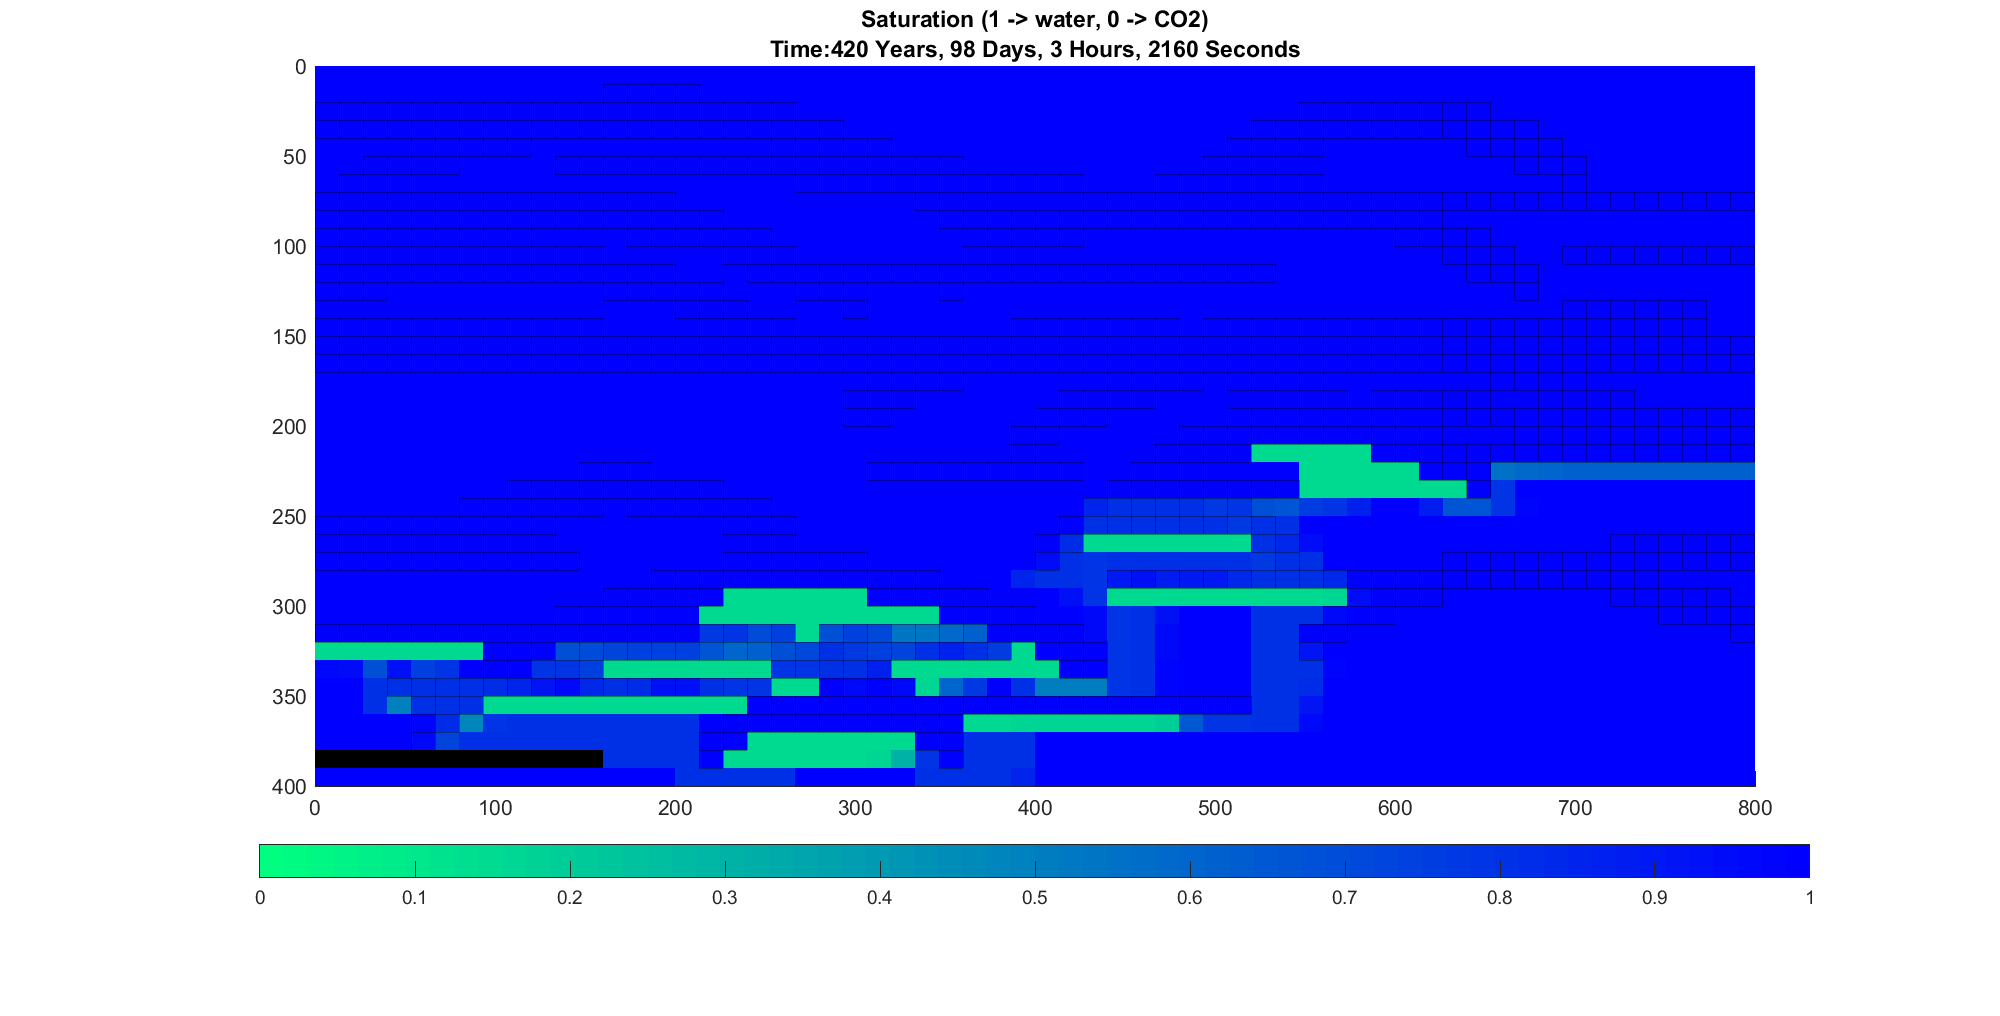 Saturation (1 -> water, 0 -> CO2)
Time:420 Years, 98 Days, 3 Hours, 2160 Seconds
0
50
100
150
200
250
300
350
400
0 100 200 300 400 500 600 700 800
0 0.1 0.2 0.3 0.4 0.5 0.6 0.7 0.8 0.9 1